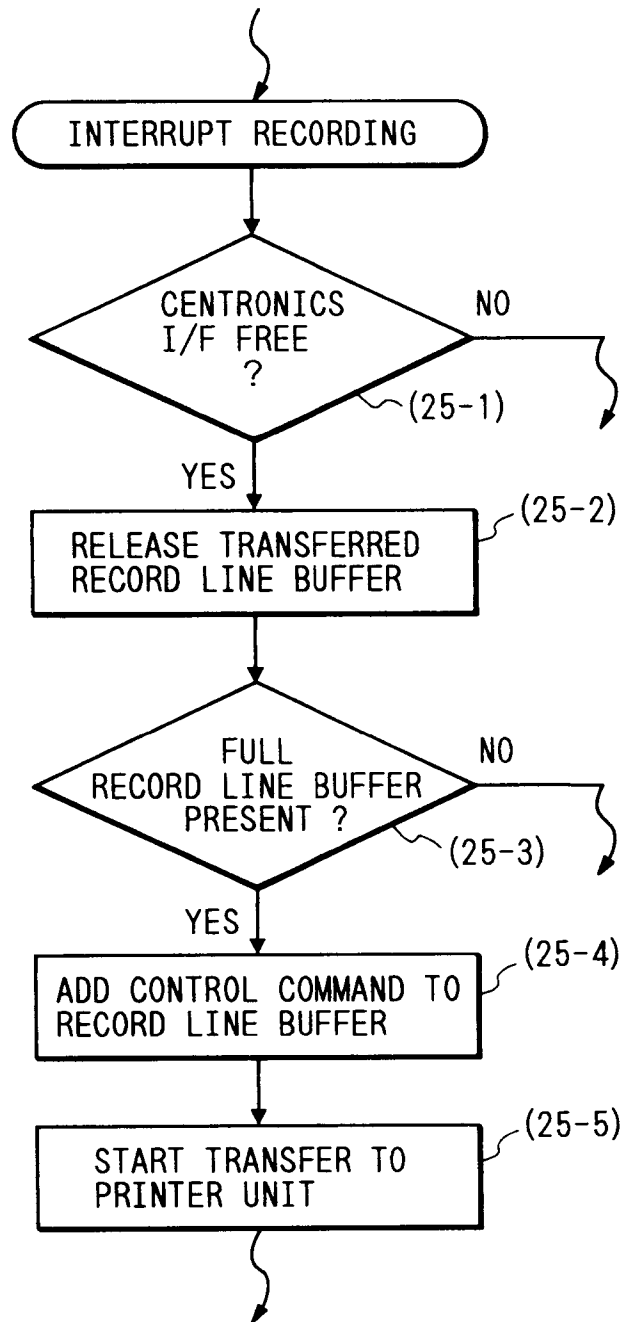 INTERRUPT RECORDING
CENTRONICS
I/F FREE
?
NO
(25-1)
YES
(25-2)
RELEASE TRANSFERRED
RECORD LINE BUFFER
FULL
RECORD LINE BUFFER
PRESENT ?
NO
(25-3)
YES
(25-4)
ADD CONTROL COMMAND TO
RECORD LINE BUFFER
(25-5)
START TRANSFER TO
PRINTER UNIT